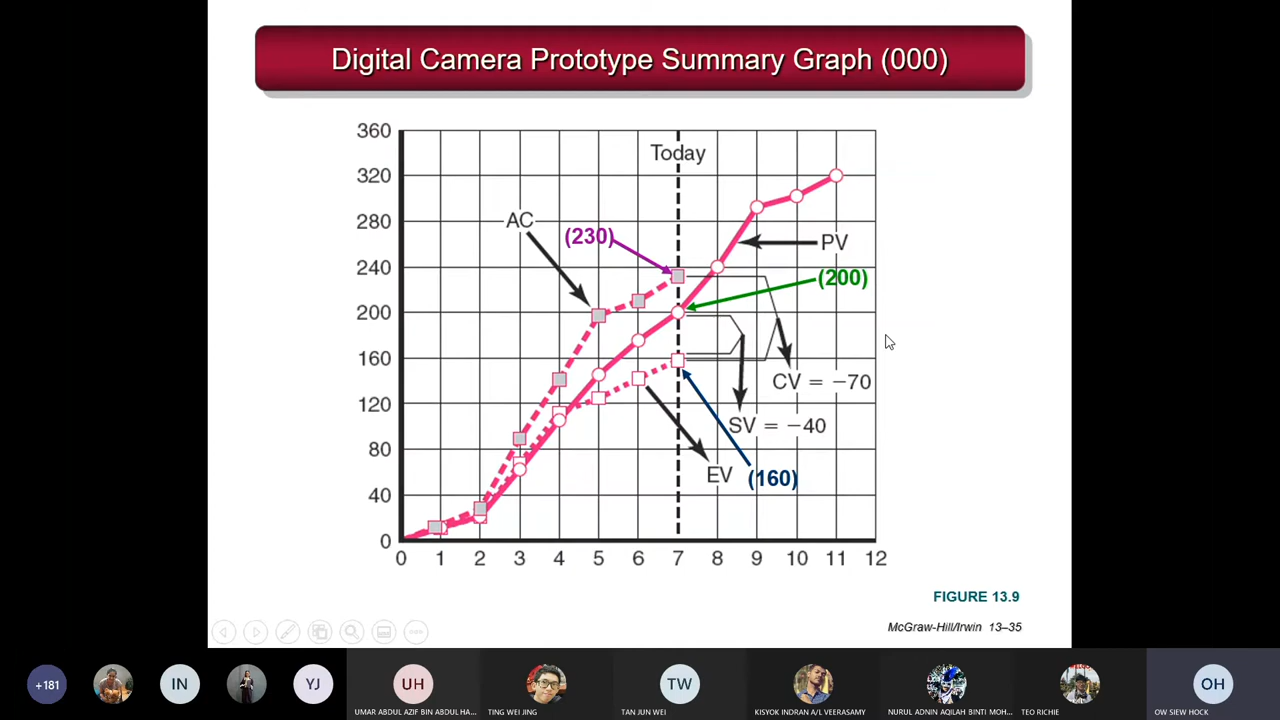 Digital Camera Prototype Summary Graph (000)
360
320
280
240
200
160
120
80
40
0
Today
AC
(230)
PV
(200)
CV = −70
SV = −40
EV
(160)
0 1 2 3 4 5 6 7 8 9 10 11 12
FIGURE 13.9
McGraw-Hill/Irwin 13–35
+181
IN
YJ
UH
TW
OH
UMAR ABDUL AZIF BIN ABDUL HA...
TING WEI JING
TAN JUN WEI
KISYOK INDRAN A/L VEERASAMY
NURUL ADNIN AQILAH BINTI MOH...
TEO RICHIE
OW SIEW HOCK